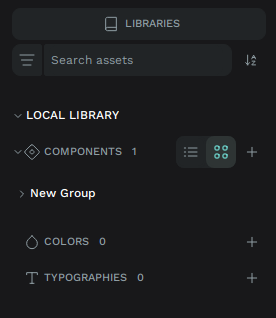 LIBRARIES
Search assets
LOCAL LIBRARY
COMPONENTS 1
New Group
COLORS 0
TYPOGRAPHIES 0